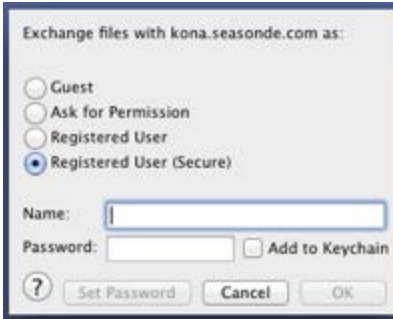 Exchange files with kona.seasonde.com as:
Guest
Ask for Permission
Registered User
Registered User (Secure)
Name:
Password: Add to Keychain
? Set Password Cancel OK